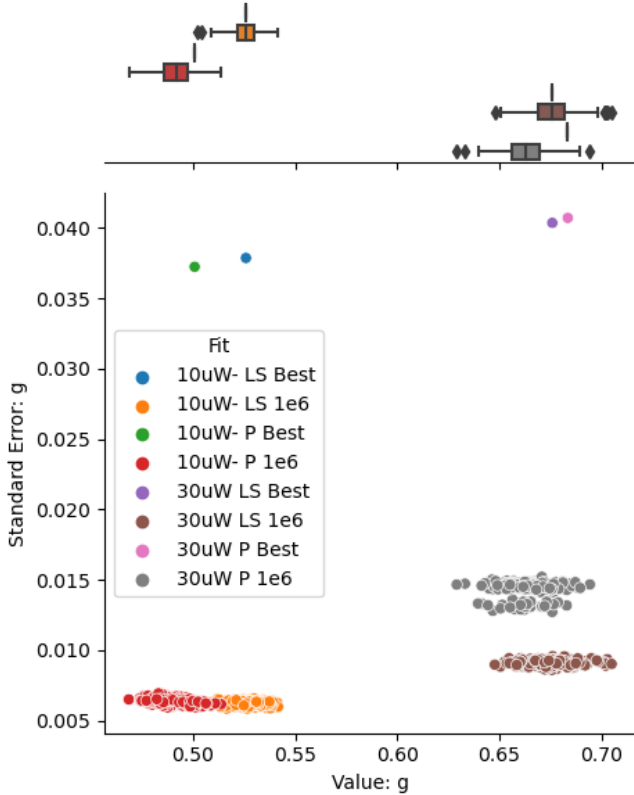 0.040
0.035
0.030
0.025
0.020
0.015
0.010
0.005
Standard Error: g
Fit
10uW- LS Best
10uW- LS 1e6
10uW- P Best
10uW- P 1e6
30uW LS Best
30uW LS 1e6
30uW P Best
30uW P 1e6
0.50 0.55 0.60 0.65 0.70
Value: g